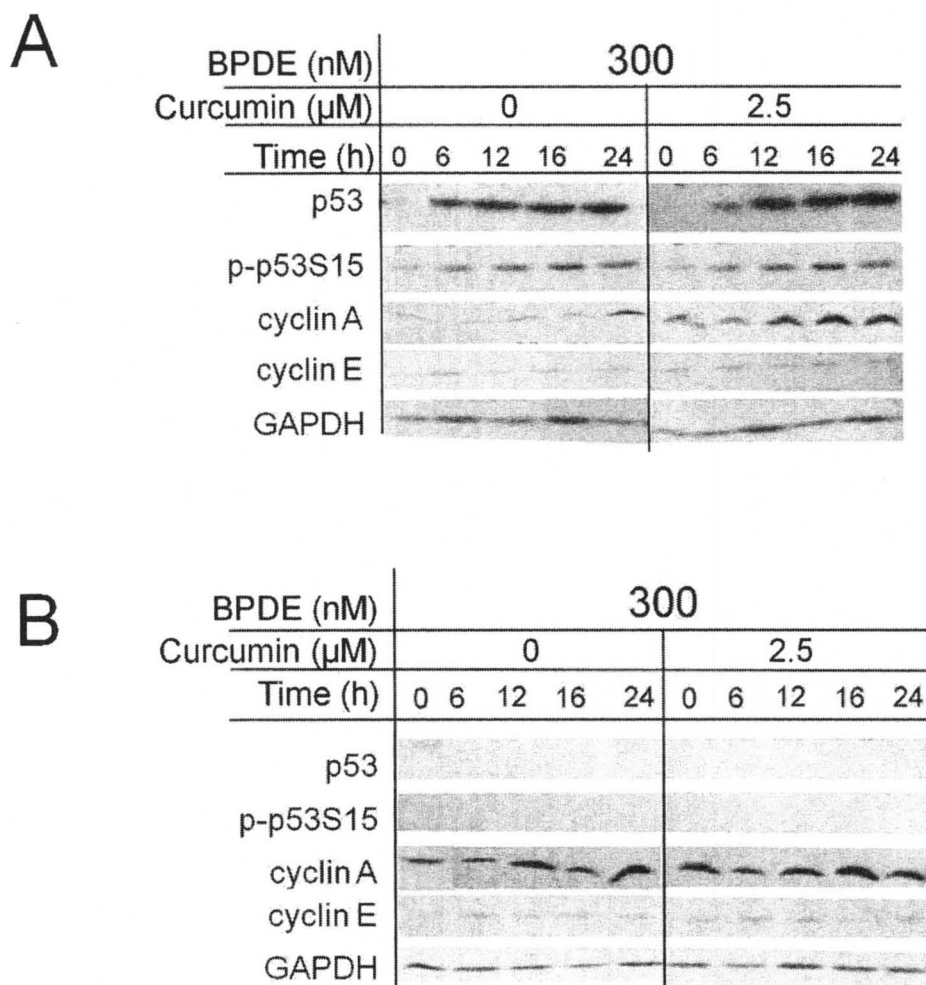 A
BPDE (nM) 300
Curcumin (µM) 0 2.5
Time (h) 0 6 12 16 24 0 6 12 16 24
p53
p-p53S15
cyclin A
cyclin E
GAPDH
B
BPDE (nM) 300
Curcumin (µM) 0 2.5
Time (h) 0 6 12 16 24 0 6 12 16 24
p53
p-p53S15
cyclin A
cyclin E
GAPDH